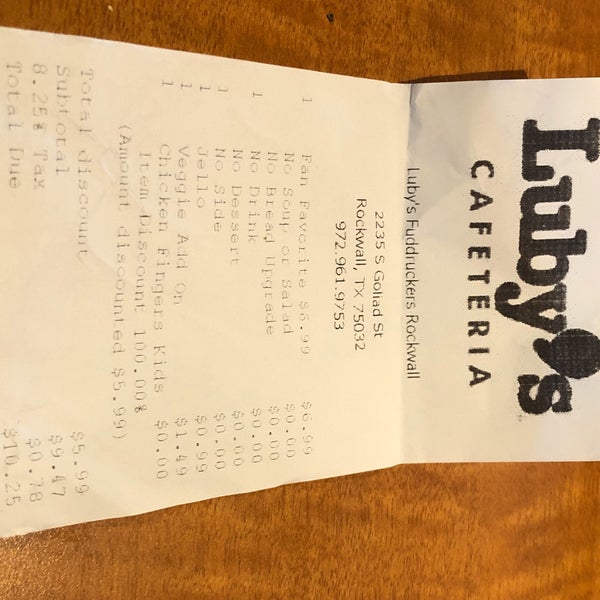 Luby's
CAFETERIA
Luby's Fuddruckers Rockwall
2235 S Goliad St
Rockwall, TX 75032
972.961.9753
1 Fan Favorite $6.99 $6.99
No Soup or Salad $0.00
No Bread Upgrade $0.00
1 No Drink $0.00
No Dessert $0.00
1 No Side $0.00
1 Jello $0.99
1 Veggie Add On $1.49
1 Chicken Fingers Kids $0.00
Item Discount 100.00%
(Amount discounted $5.99)
Total discount $5.99
Subtotal $9.47
8.25% Tax $0.78
Total Due $10.25